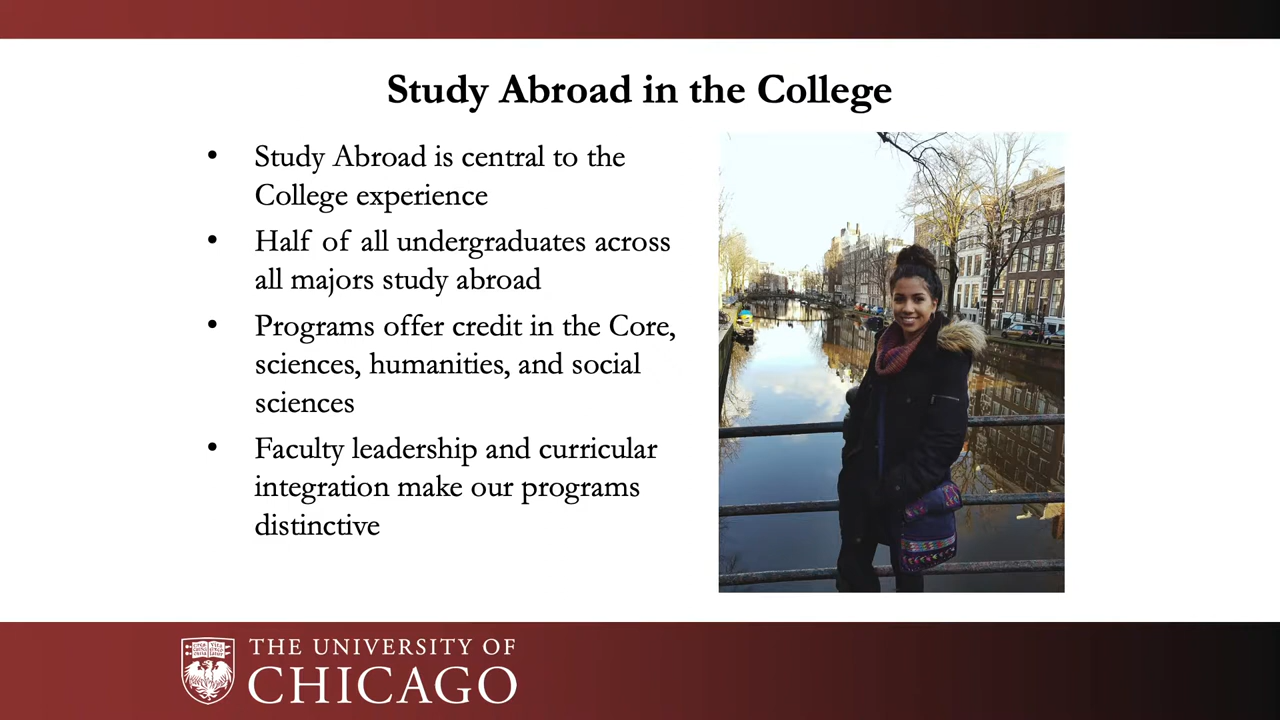 Study Abroad in the College
• Study Abroad is central to the
College experience
• Half of all undergraduates across
all majors study abroad
• Programs offer credit in the Core,
sciences, humanities, and social
sciences
• Faculty leadership and curricular
integration make our programs
distinctive
THE UNIVERSITY OF
CHICAGO